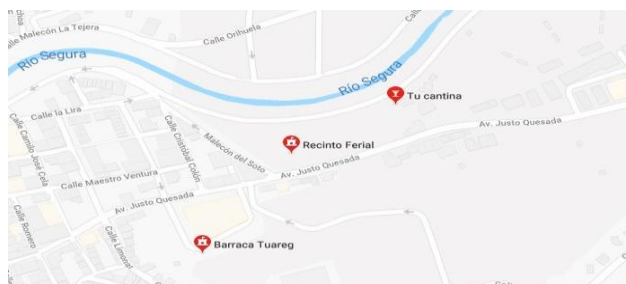 Calle Malecón La Tejera
Calle Orihuela
Río Segura
Río Segura
Tu cantina
Calle la Lira
Av. Justo Quesada
Calle Cristóbal Colón
Malecón del Soto
Recinto Ferial
Calle Camilo José Cela
Av. Justo Quesada
Calle Maestro Ventura
Av. Justo Quesada
Calle Romero
Calle Limonar
Barraca Tuareg